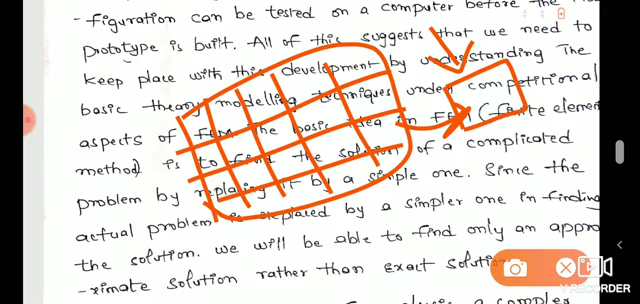 -figuration can be tested on a computer before the
prototype is built. All of this suggests that we need to
keep place with this development by understanding The
basic theory modelling techniques under competitional
aspects of FEM. The basic idea in FEM (finite element
method) is to find the solution of a complicated
problem by replacing it by a simple one. Since the
actual problem is replaced by a simpler one in finding
the solution. we will be able to find only an appro
-ximate solution rather than exact solution
a complex
V RECORDER